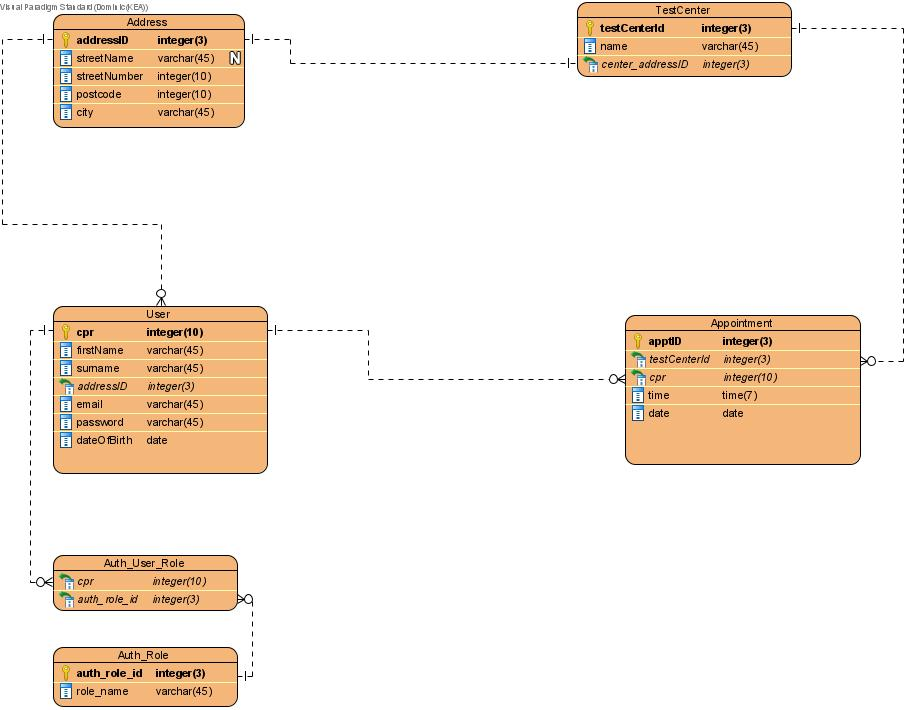 Visual Paradigm Standard (Dominic(KEA))
Address
addressID integer(3)
streetName varchar(45) N
streetNumber integer(10)
postcode integer(10)
city varchar(45)
TestCenter
testCenterId integer(3)
name varchar(45)
center_addressID integer(3)
User
cpr integer(10)
firstName varchar(45)
surname varchar(45)
addressID integer(3)
email varchar(45)
password varchar(45)
dateOfBirth date
Appointment
apptID integer(3)
testCenterId integer(3)
cpr integer(10)
time time(7)
date date
Auth_User_Role
cpr integer(10)
auth_role_id integer(3)
Auth_Role
auth_role_id integer(3)
role_name varchar(45)